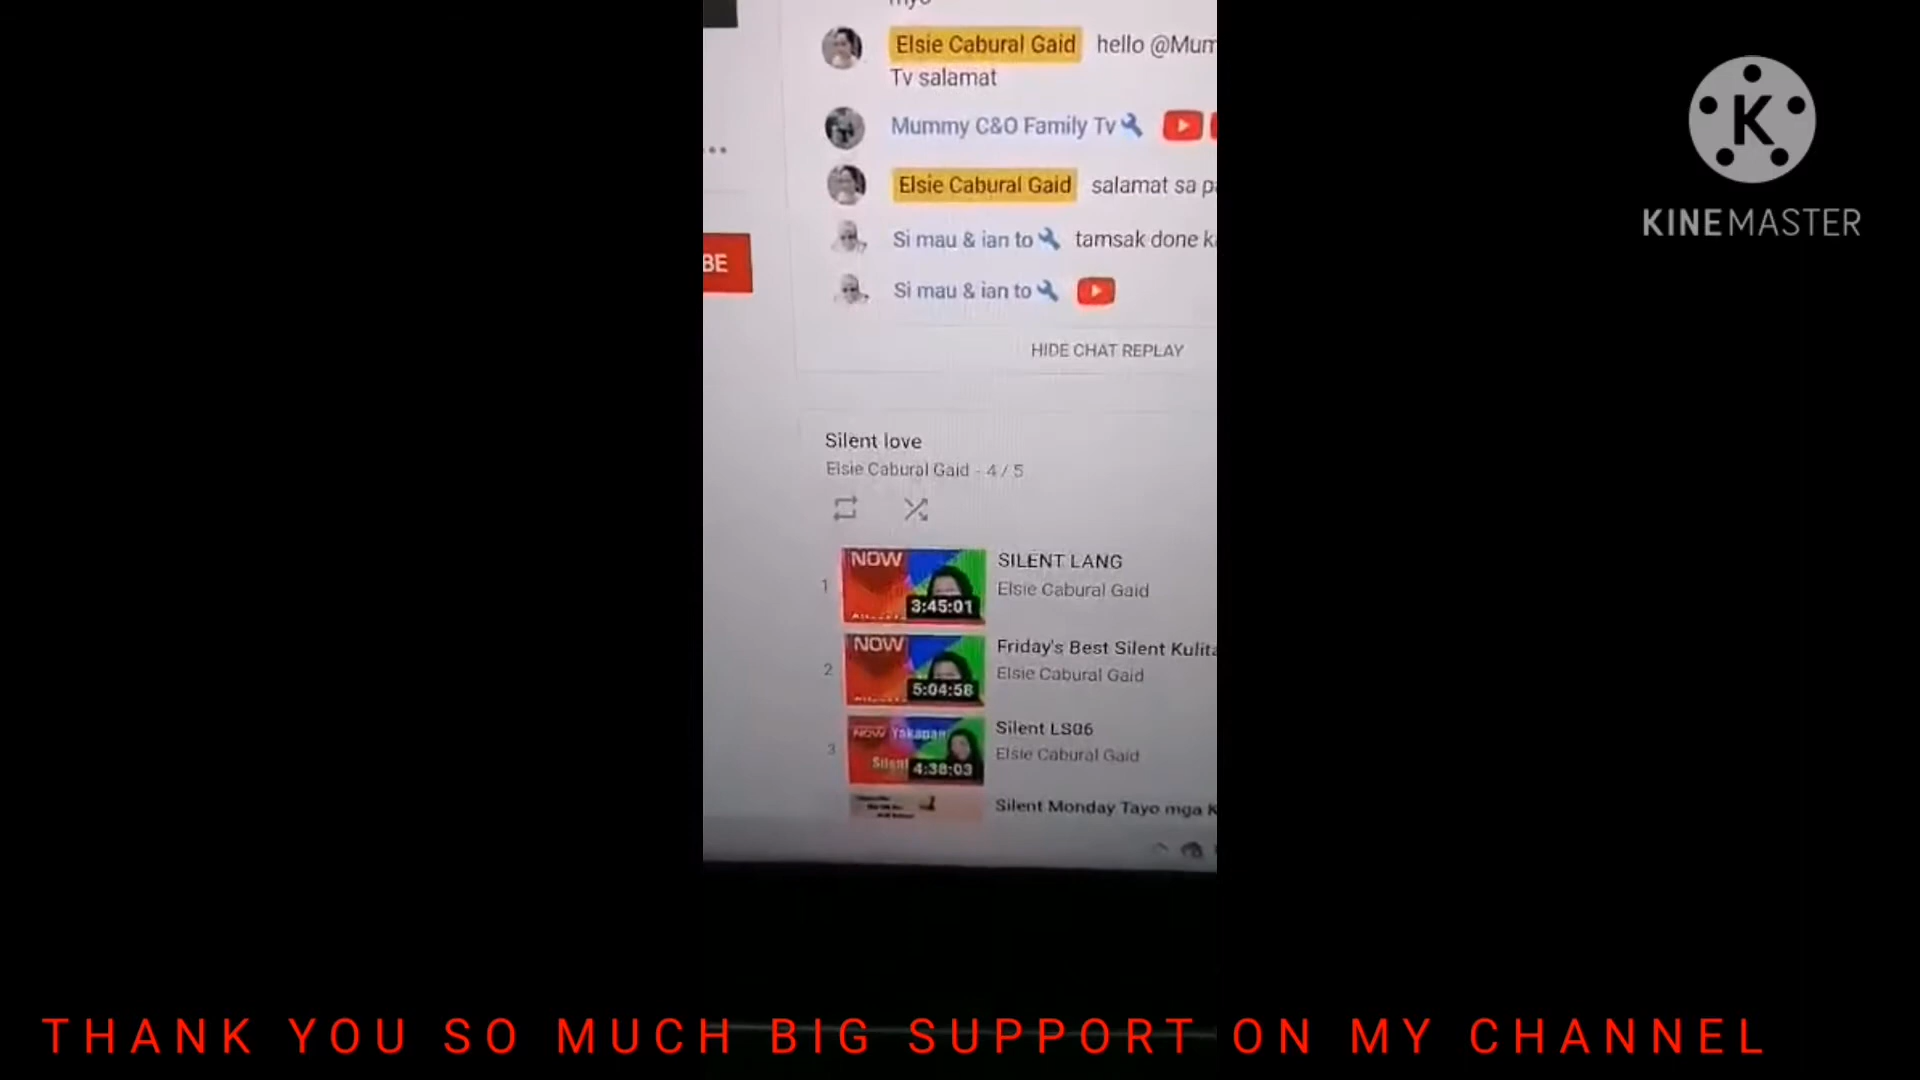 Elsie Cabural Gaid hello @Mum
Tv salamat
Mummy C&O Family Tv
Elsie Cabural Gaid salamat sa
Si mau & ian to tamsak done
Si mau & ian to
BE
HIDE CHAT REPLAY
Silent love
Elsie Cabural Gaid - 4 / 5
1
NOW
3:45:01
SILENT LANG
Elsie Cabural Gaid
2
NOW
5:04:58
Friday's Best Silent Kulita
Elsie Cabural Gaid
3
NOW Yakapan
Silent
4:38:03
Silent LS06
Elsie Cabural Gaid
Silent Monday Tayo mga K
K
KINEMASTER
THANK YOU SO MUCH BIG SUPPORT ON MY CHANNEL